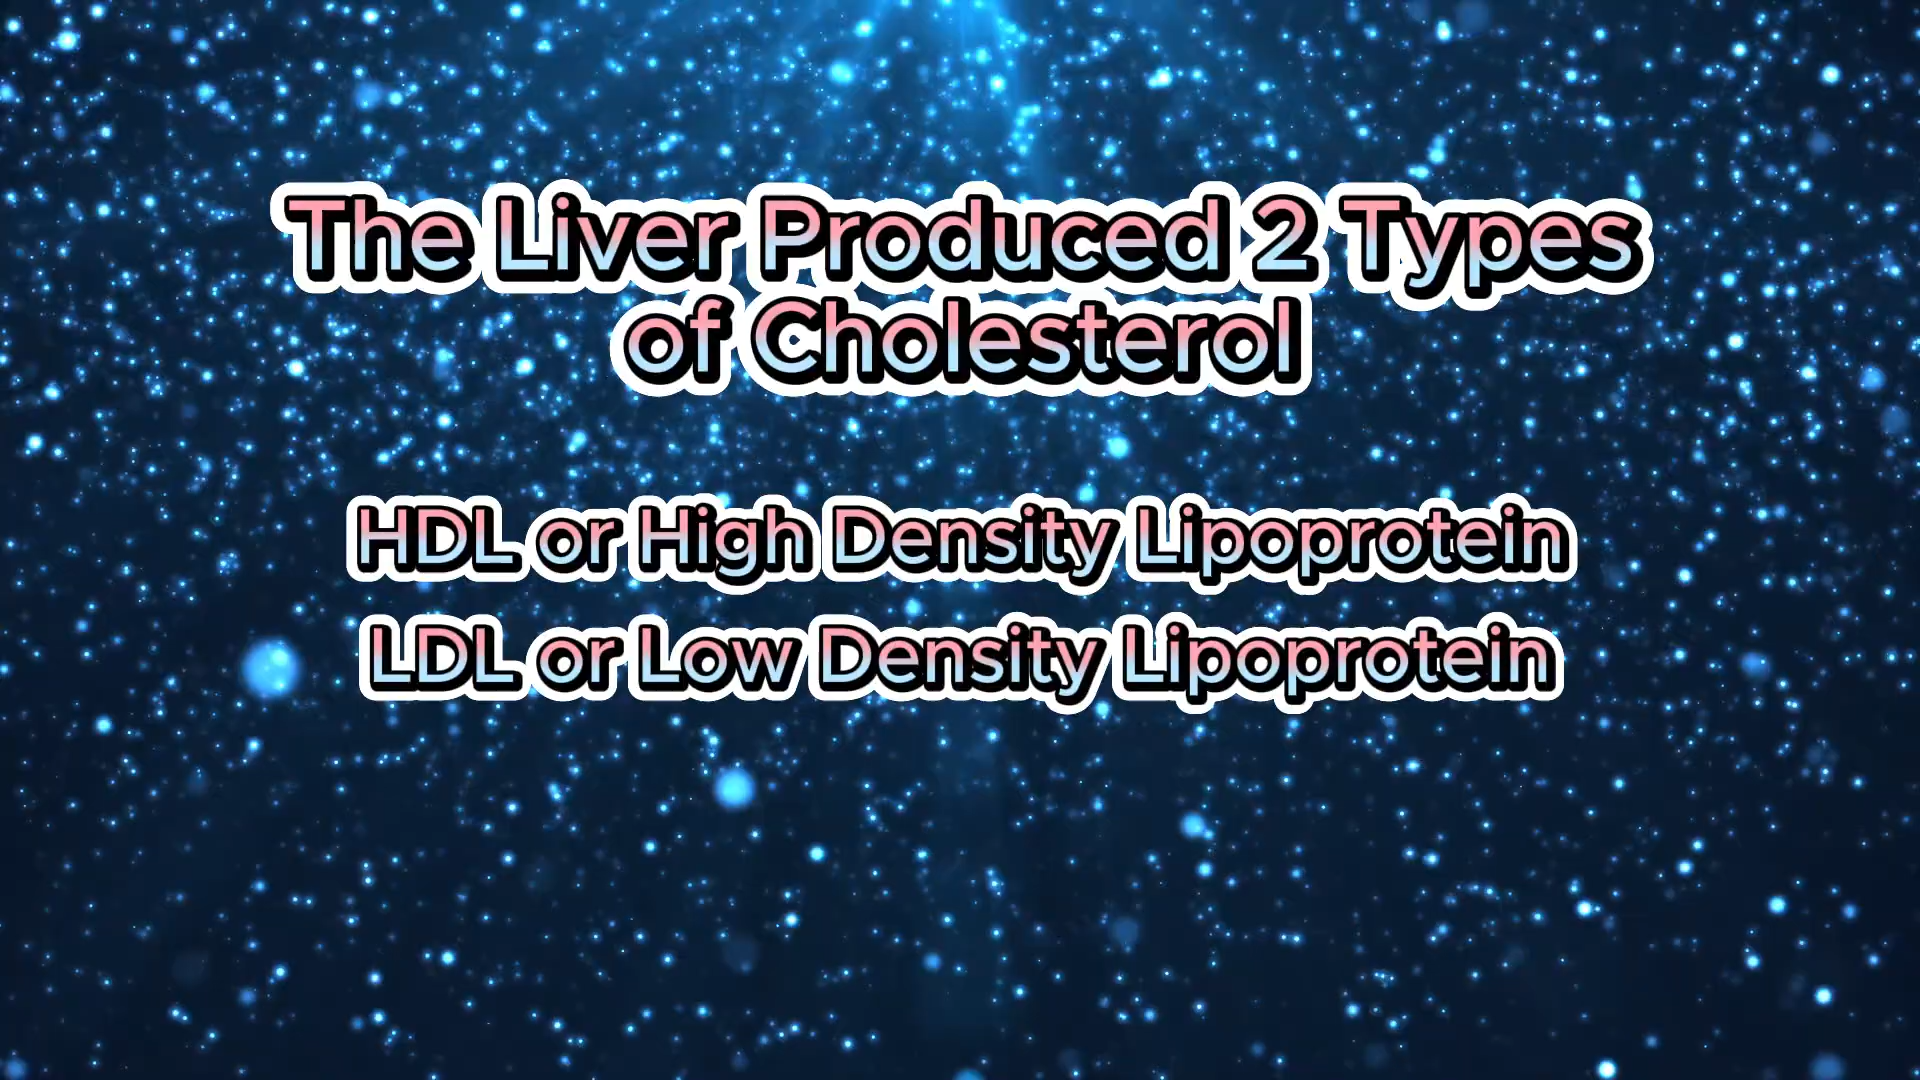 The Liver Produced 2 Types
of Cholesterol
HDL or High Density Lipoprotein
LDL or Low Density Lipoprotein